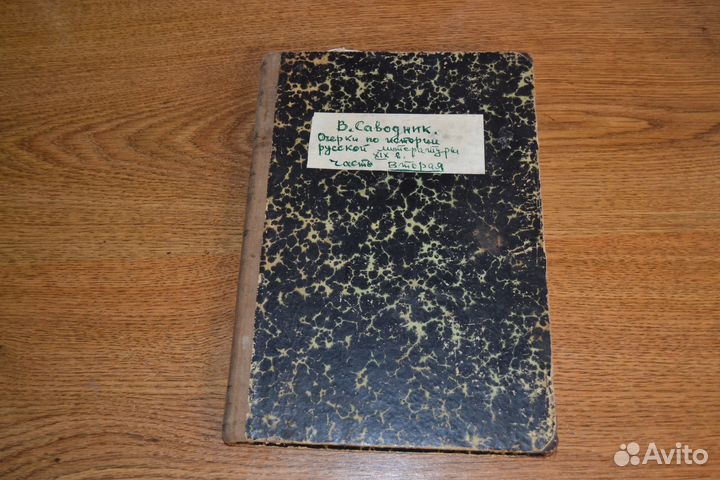 В. Саводник.
Очерки по истории
русской литературы
XIX в.
Часть Вторая
Avito